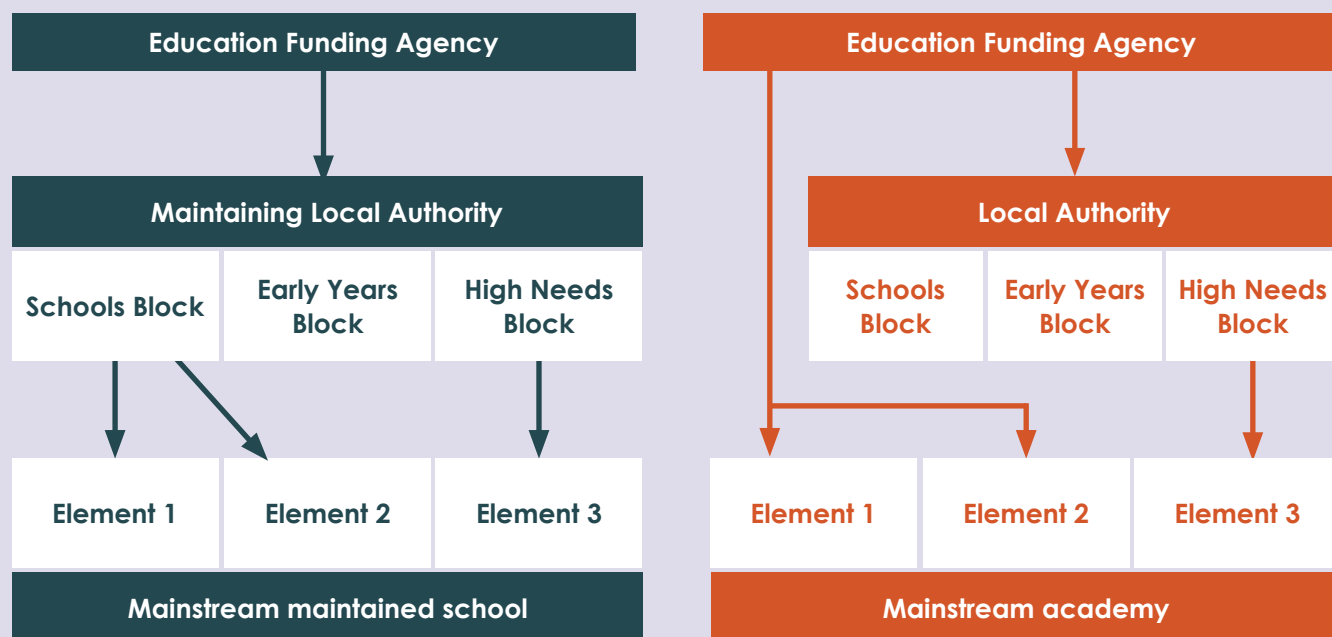 Education Funding Agency
Maintaining Local Authority
Schools Block
Early Years
Block
High Needs
Block
Element 1
Element 2
Element 3
Mainstream maintained school
Education Funding Agency
Local Authority
Schools
Block
Early Years
Block
High Needs
Block
Element 1
Element 2
Element 3
Mainstream academy